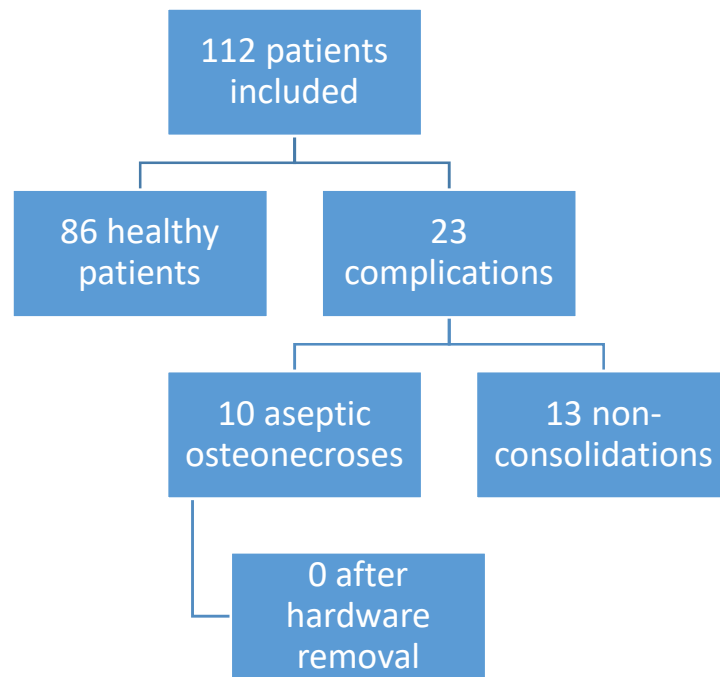 112 patients
included
86 healthy
patients
23
complications
10 aseptic
osteonecroses
13 non-
consolidations
0 after
hardware
removal